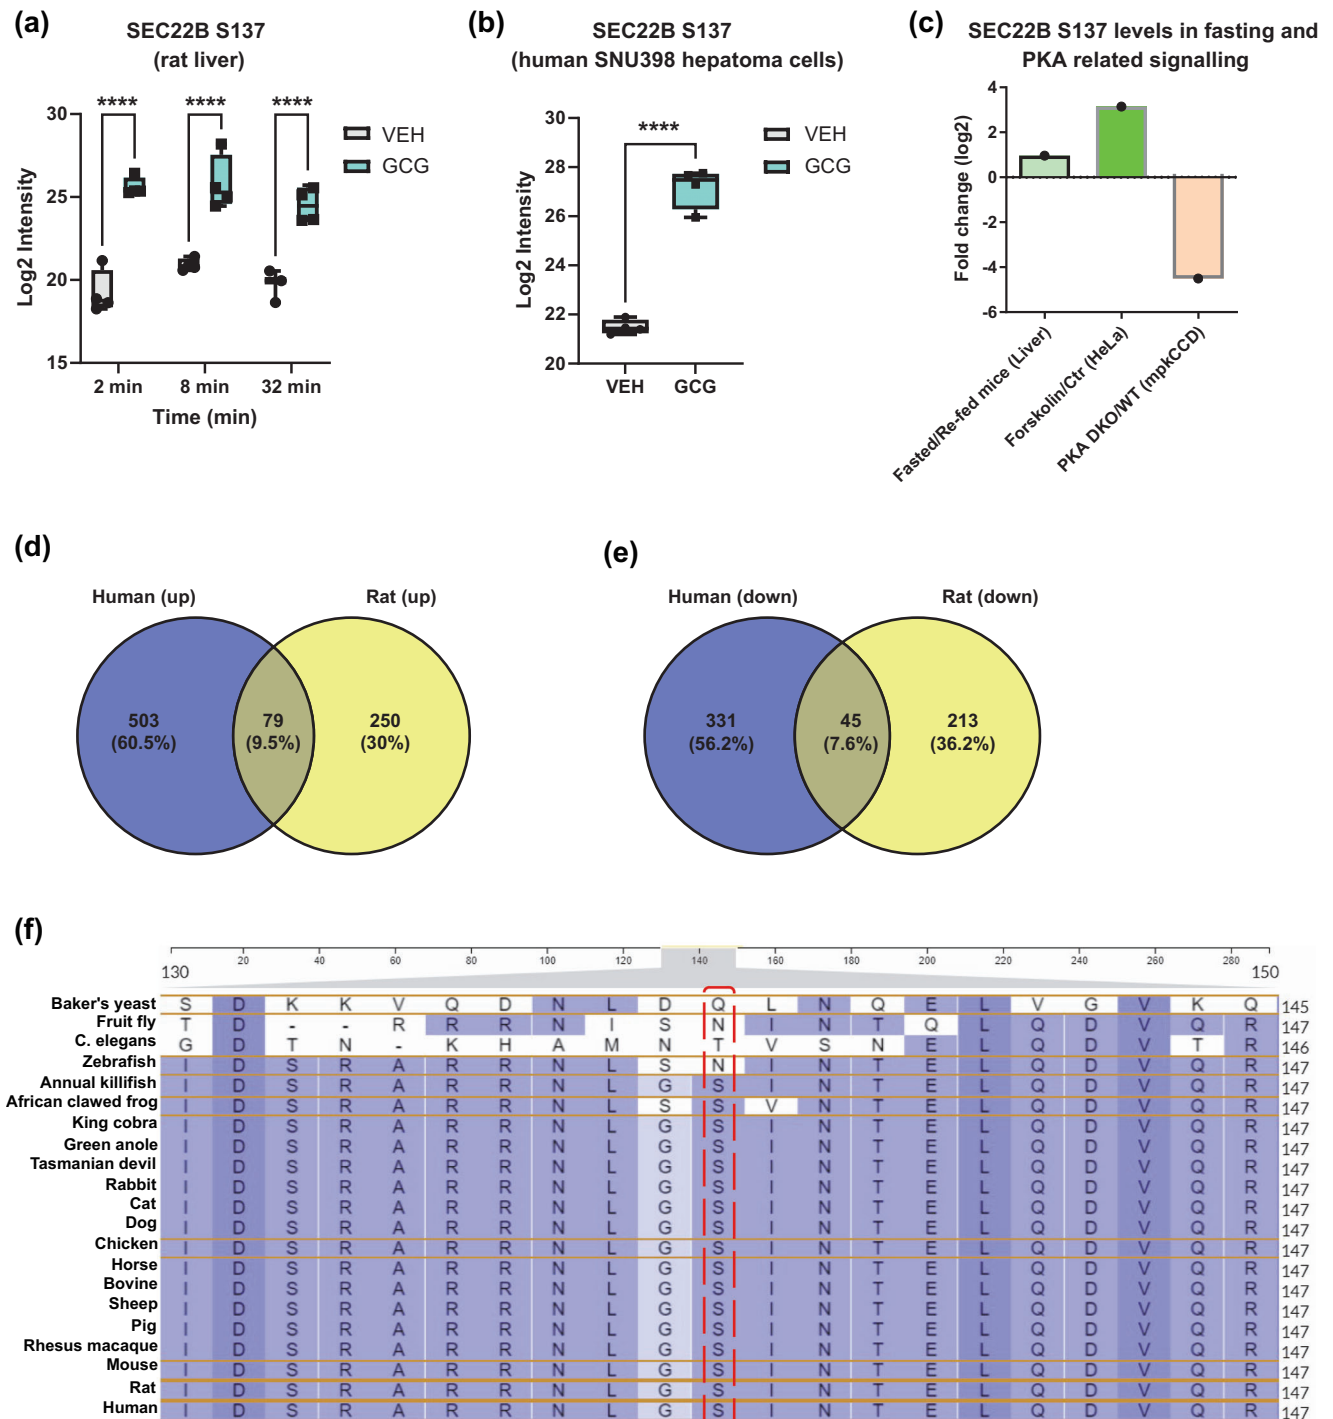 (a)
SEC22B S137
(rat liver)
****
****
****
30
25
20
15
Log2 Intensity
VEH
GCG
2 min
8 min
32 min
Time (min)
(b)
SEC22B S137
(human SNU398 hepatoma cells)
****
30
28
26
24
22
20
Log2 Intensity
VEH
GCG
VEH
GCG
(c)
SEC22B S137 levels in fasting and
PKA related signalling
4
2
0
-2
-4
-6
Fold change (log2)
Fasted/Re-fed mice (Liver)
Forskolin/Ctr (HeLa)
PKA DKO/WT (mpkCCD)
(d)
Human (up)
Rat (up)
503
(60.5%)
79
(9.5%)
250
(30%)
(e)
Human (down)
Rat (down)
331
(56.2%)
45
(7.6%)
213
(36.2%)
(f)
20 40 60 80 100 120 140 160 180 200 220 240 260
130 150
Baker's yeast S D K K V Q D N L D Q L N Q E L V G V K Q 145
Fruit fly T D - - R R R N I S N I N T Q L Q D V Q R 147
C. elegans G D T N - K H A M N T V S N E L Q D V T R 146
Zebrafish I D S R A R R N L S N I N T E L Q D V Q R 147
Annual killifish I D S R A R R N L G S I N T E L Q D V Q R 147
African clawed frog I D S R A R R N L S S V N T E L Q D V Q R 147
King cobra I D S R A R R N L G S I N T E L Q D V Q R 147
Green anole I D S R A R R N L G S I N T E L Q D V Q R 147
Tasmanian devil I D S R A R R N L G S I N T E L Q D V Q R 147
Rabbit I D S R A R R N L G S I N T E L Q D V Q R 147
Cat I D S R A R R N L G S I N T E L Q D V Q R 147
Dog I D S R A R R N L G S I N T E L Q D V Q R 147
Chicken I D S R A R R N L G S I N T E L Q D V Q R 147
Horse I D S R A R R N L G S I N T E L Q D V Q R 147
Bovine I D S R A R R N L G S I N T E L Q D V Q R 147
Sheep I D S R A R R N L G S I N T E L Q D V Q R 147
Pig I D S R A R R N L G S I N T E L Q D V Q R 147
Rhesus macaque I D S R A R R N L G S I N T E L Q D V Q R 147
Mouse I D S R A R R N L G S I N T E L Q D V Q R 147
Rat I D S R A R R N L G S I N T E L Q D V Q R 147
Human I D S R A R R N L G S I N T E L Q D V Q R 147